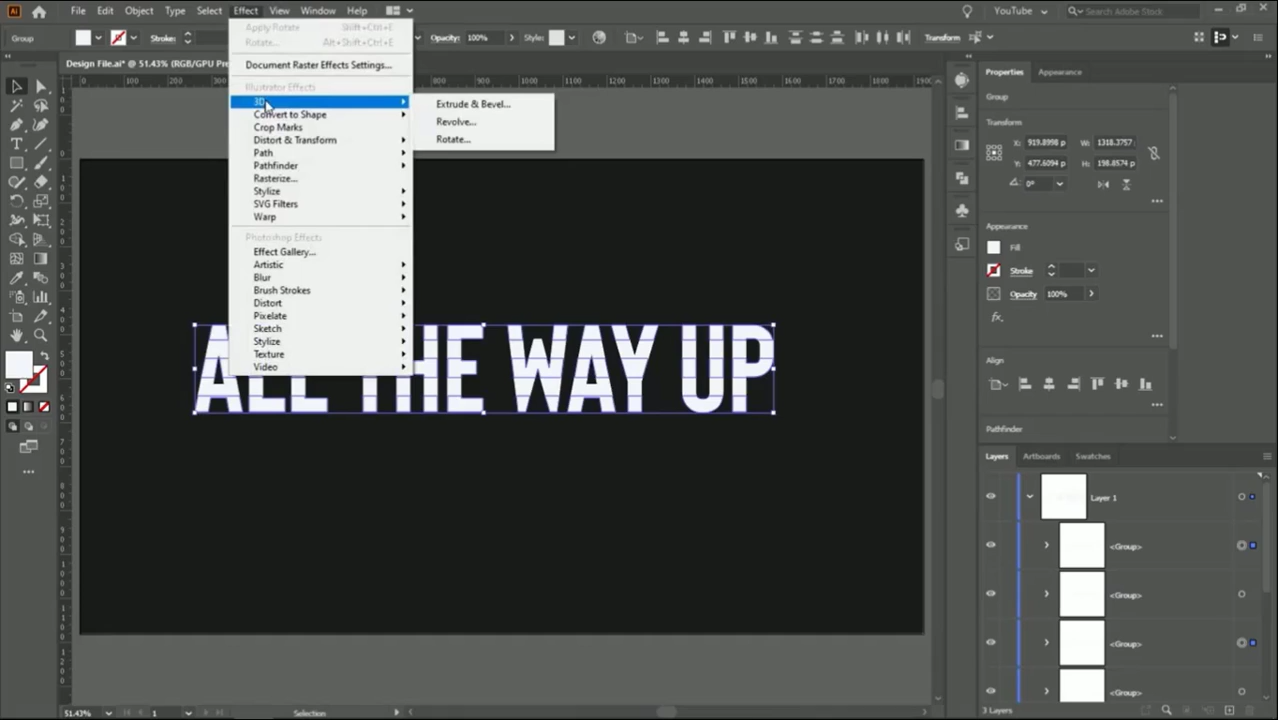 Ai File Edit Object Type Select Effect View Window Help YouTube Search Adobe Stock
Group Stroke: Opacity: 100% Style: Transform
Design File.ai* @ 51.43% (RGB/GPU Pre
Apply Rotate Shift+Ctrl+E
Rotate... Alt+Shift+Ctrl+E
Document Raster Effects Settings...
Illustrator Effects
3D
Convert to Shape
Crop Marks
Distort & Transform
Path
Pathfinder
Rasterize...
Stylize
SVG Filters
Warp
Photoshop Effects
Effect Gallery...
Artistic
Blur
Brush Strokes
Distort
Pixelate
Sketch
Stylize
Texture
Video
Extrude & Bevel...
Revolve...
Rotate...
ALL THE WAY UP
Properties Appearance
Group
Transform
X: 919.8998 p W: 1318.3757
Y: 477.6094 p H: 198.8574 p
0°
Appearance
Fill
Stroke
Opacity 100%
fx.
Align
Pathfinder
Layers Artboards Swatches
Layer 1
<Group>
<Group>
<Group>
<Group>
3 Layers
51.43% 1 Selection